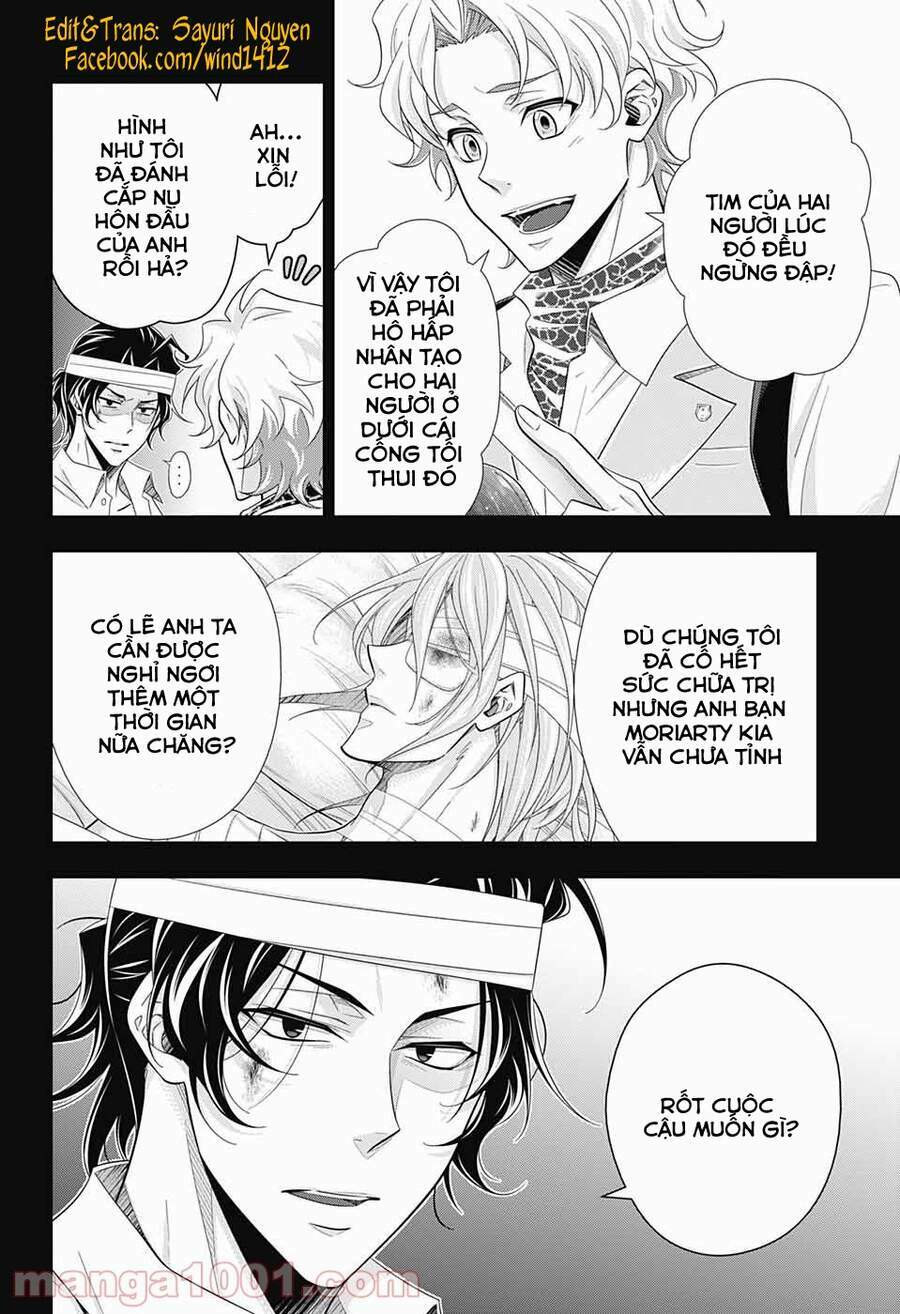 Edit&Trans: Sayuri Nguyen
Facebook.com/wind1412
TIM CỦA HAI
NGƯỜI LÚC
ĐÓ ĐỀU
NGỪNG ĐẬP!
VÌ VẬY TÔI
ĐÃ PHẢI
HÔ HẤP
NHÂN TẠO
CHO HAI
NGƯỜI Ở
DƯỚI CÁI
CỐNG TỐI
THUI ĐÓ
AH...
XIN
LỖI!
HÌNH
NHƯ TÔI
ĐÃ ĐÁNH
CẮP NỤ
HÔN ĐẦU
CỦA ANH
RỒI HẢ?
...
DÙ CHÚNG TÔI
ĐÃ CỐ HẾT
SỨC CHỮA TRỊ
NHƯNG ANH BẠN
MORIARTY KIA
VẪN CHƯA TỈNH
CÓ LẼ ANH TA
CẦN ĐƯỢC
NGHỈ NGƠI
THÊM MỘT
THỜI GIAN
NỮA CHĂNG?
RỐT CUỘC
CẬU MUỐN GÌ?
manga1001.com